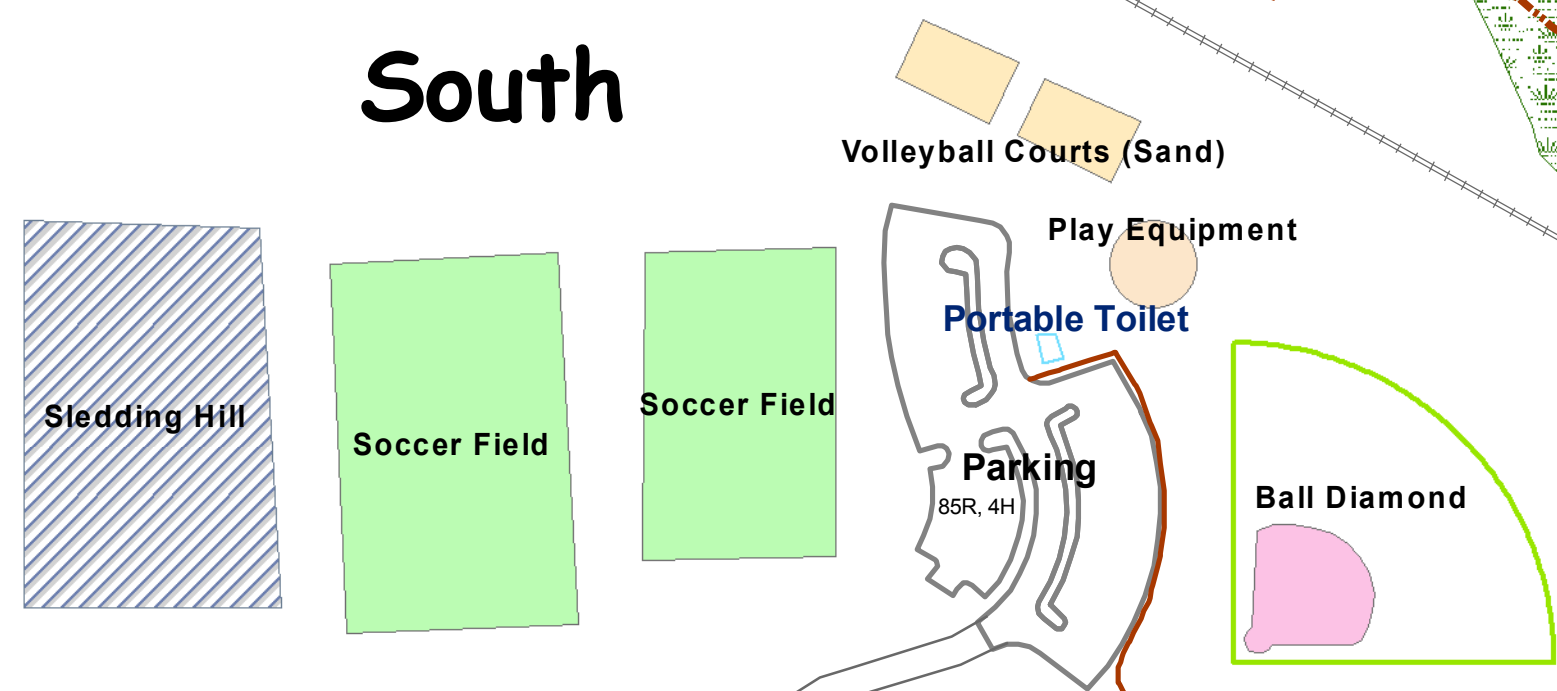 South
Volleyball Courts (Sand)
Play Equipment
Portable Toilet
Sledding Hill
Soccer Field
Soccer Field
Parking
85R, 4H
Ball Diamond